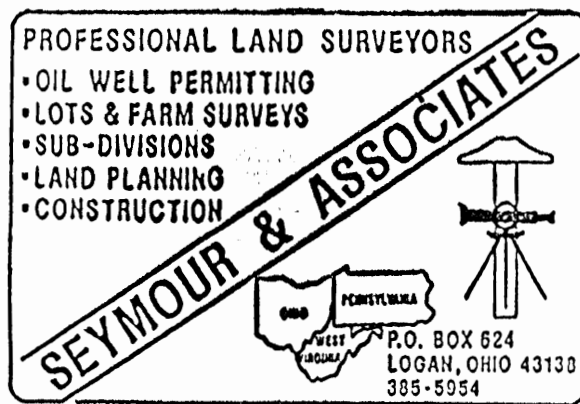 PROFESSIONAL LAND SURVEYORS
▪OIL WELL PERMITTING
▪LOTS & FARM SURVEYS
▪SUB-DIVISIONS
▪LAND PLANNING
▪CONSTRUCTION
SEYMOUR & ASSOCIATES
OHIO
PENNSYLVANIA
WEST
VIRGINIA
P.O. BOX 624
LOGAN, OHIO 43138
385-5954